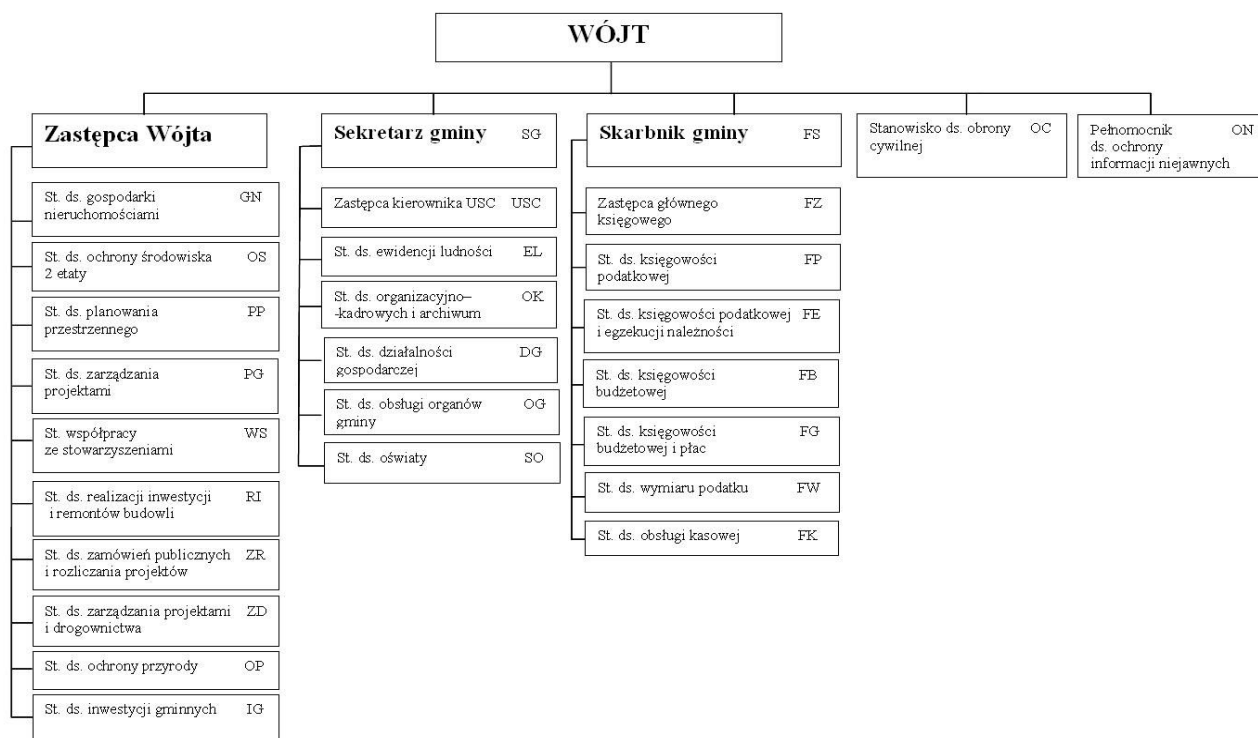 WÓJT
Zastępca Wójta
St. ds. gospodarki GN
nieruchomościami
St. ds. ochrony środowiska OS
2 etaty
St. ds. planowania PP
przestrzennego
St. ds. zarządzania PG
projektami
St. współpracy WS
ze stowarzyszeniami
St. ds. realizacji inwestycji RI
i remontów budowli
St. ds. zamówień publicznych ZR
i rozliczania projektów
St. ds. zarządzania projektami ZD
i drogownictwa
St. ds. ochrony przyrody OP
St. ds. inwestycji gminnych IG
Sekretarz gminy SG
Zastępca kierownika USC USC
St. ds. ewidencji ludności EL
St. ds. organizacyjno– OK
-kadrowych i archiwum
St. ds. działalności DG
gospodarczej
St. ds. obsługi organów OG
gminy
St. ds. oświaty SO
Skarbnik gminy FS
Zastępca głównego FZ
księgowego
St. ds. księgowości FP
podatkowej
St. ds. księgowości podatkowej FE
i egzekucji należności
St. ds. księgowości FB
budżetowej
St. ds. księgowości FG
budżetowej i płac
St. ds. wymiaru podatku FW
St. ds. obsługi kasowej FK
Stanowisko ds. obrony OC
cywilnej
Pełnomocnik ON
ds. ochrony
informacji niejawnych